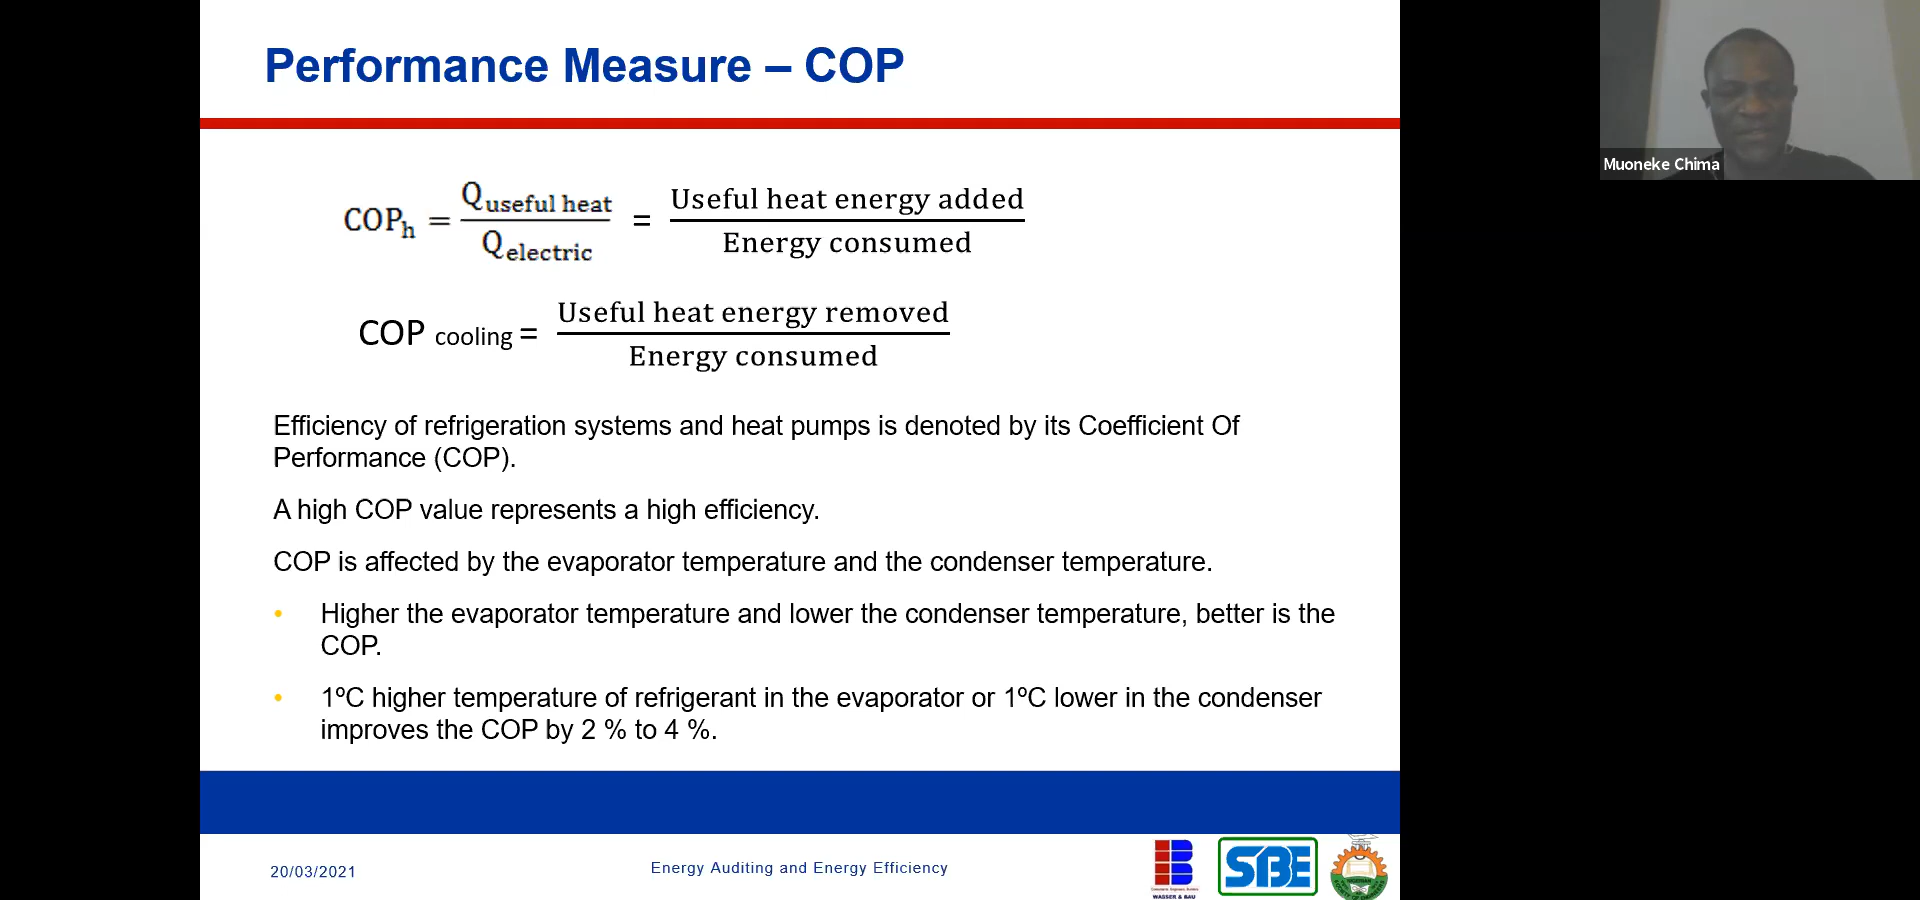 Performance Measure – COP
COPh = Quseful heat / Qelectric = Useful heat energy added / Energy consumed
COP cooling = Useful heat energy removed / Energy consumed
Efficiency of refrigeration systems and heat pumps is denoted by its Coefficient Of
Performance (COP).
A high COP value represents a high efficiency.
COP is affected by the evaporator temperature and the condenser temperature.
• Higher the evaporator temperature and lower the condenser temperature, better is the
COP.
• 1ºC higher temperature of refrigerant in the evaporator or 1ºC lower in the condenser
improves the COP by 2 % to 4 %.
20/03/2021
Energy Auditing and Energy Efficiency
WASSER & BAU
SBE
Muoneke Chima